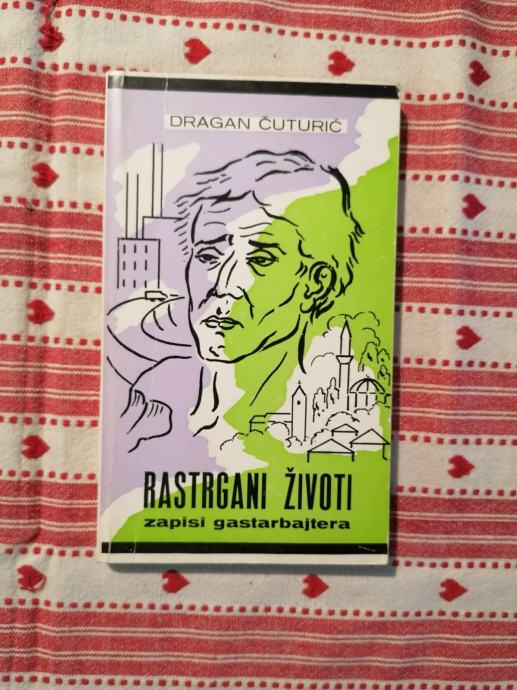 DRAGAN ČUTURIĆ
RASTRGANI ŽIVOTI
zapisi gastarbajtera